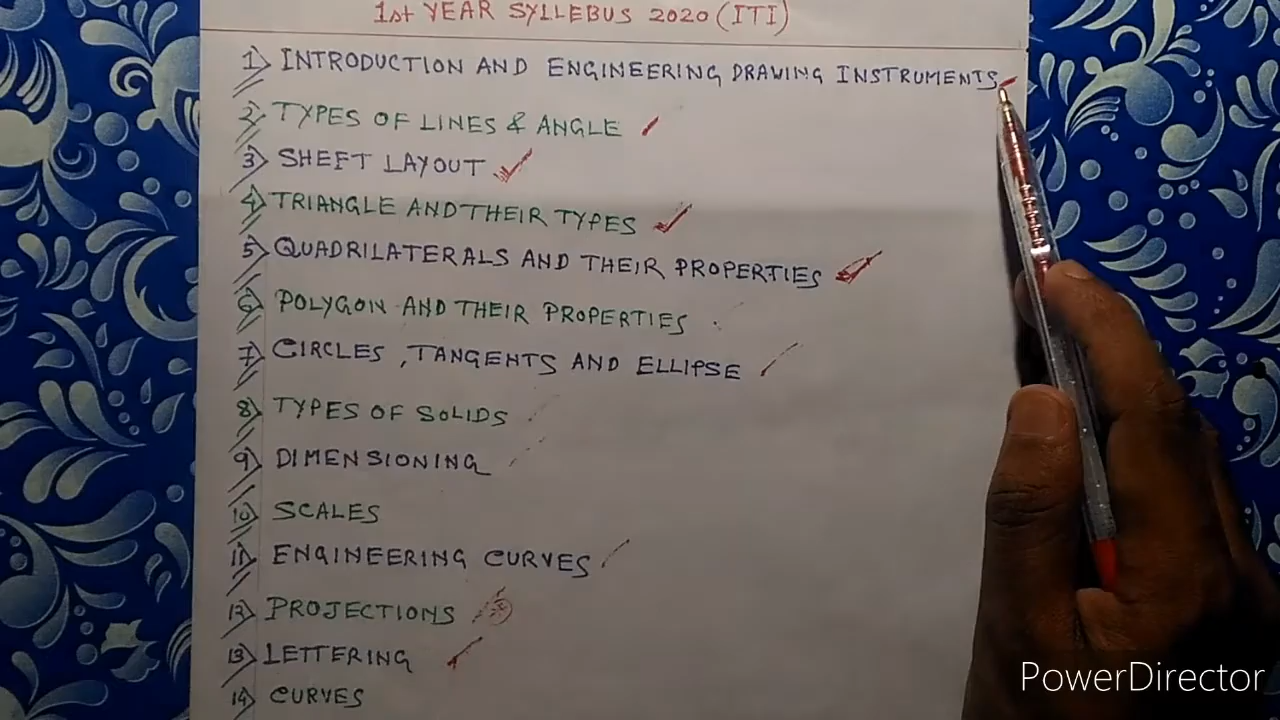 1st YEAR SYLLEBUS 2020 (ITI)
1) INTRODUCTION AND ENGINEERING DRAWING INSTRUMENTS
2) TYPES OF LINES & ANGLE
3) SHEET LAYOUT
4) TRIANGLE AND THEIR TYPES
5) QUADRILATERALS AND THEIR PROPERTIES
6) POLYGON AND THEIR PROPERTIES
7) CIRCLES, TANGENTS AND ELLIPSE
8) TYPES OF SOLIDS
9) DIMENSIONING
10) SCALES
11) ENGINEERING CURVES
12) PROJECTIONS
13) LETTERING
14) CURVES
PowerDirector